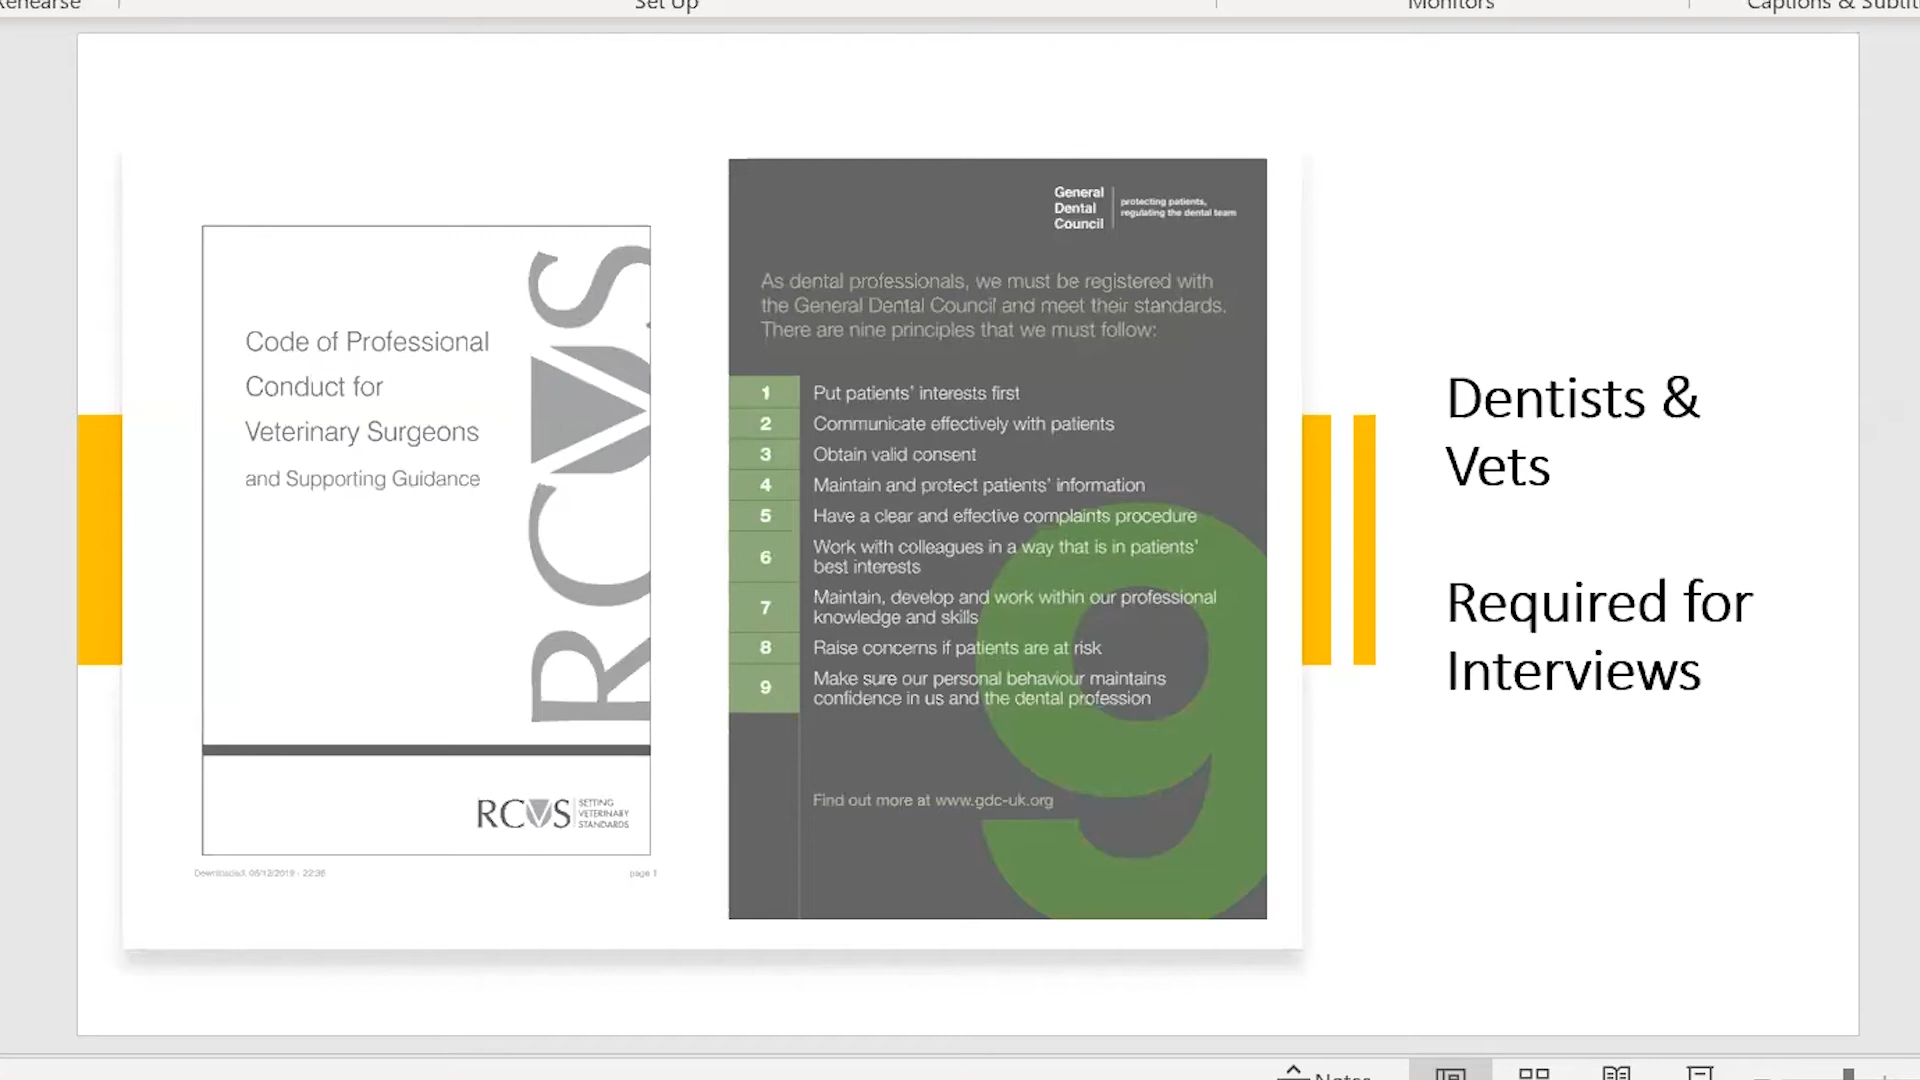 Rehearse
Set Up
Monitors
Captions & Subtit
Code of Professional
Conduct for
Veterinary Surgeons
and Supporting Guidance
RCVS
RCVS
SETTING
VETERINARY
STANDARDS
page 1
General
Dental
Council
protecting patients,
regulating the dental team
As dental professionals, we must be registered with
the General Dental Council and meet their standards.
There are nine principles that we must follow:
1 Put patients' interests first
2 Communicate effectively with patients
3 Obtain valid consent
4 Maintain and protect patients' information
5 Have a clear and effective complaints procedure
6 Work with colleagues in a way that is in patients'
best interests
7 Maintain, develop and work within our professional
knowledge and skills
8 Raise concerns if patients are at risk
9 Make sure our personal behaviour maintains
confidence in us and the dental profession
9
Find out more at www.gdc-uk.org
Dentists &
Vets
Required for
Interviews
Notes